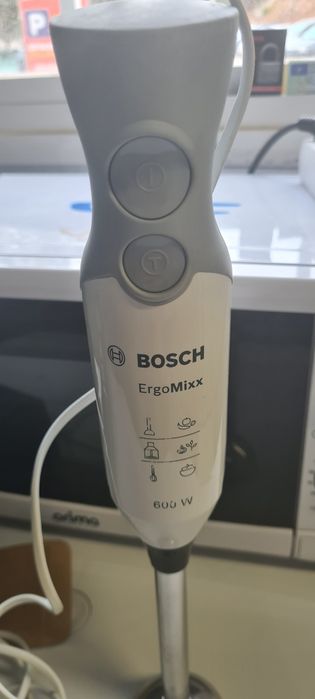 P
I
T
BOSCH
ErgoMixx
600 W